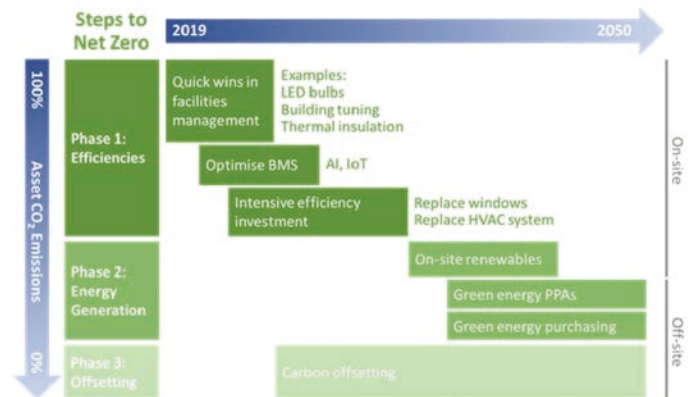 Steps to
Net Zero
2019
2050
100%
Asset CO₂ Emissions
0%
Phase 1:
Efficiencies
Quick wins in
facilities
management
Examples:
LED bulbs
Building tuning
Thermal insulation
Optimise BMS
AI, IoT
Intensive efficiency
investment
Replace windows
Replace HVAC system
On-site
Phase 2:
Energy
Generation
On-site renewables
Green energy PPAs
Green energy purchasing
Off-site
Phase 3:
Offsetting
Carbon offsetting